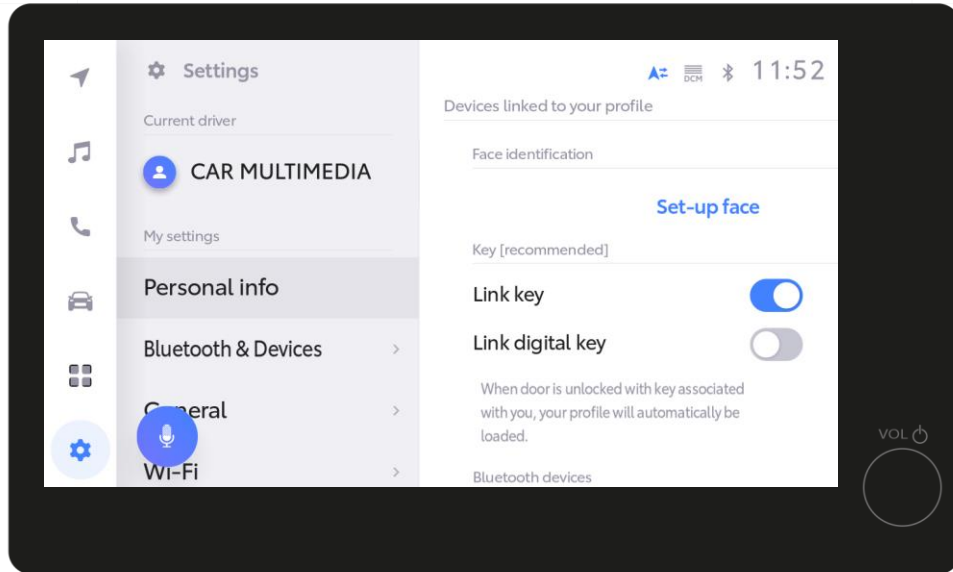 Settings
Current driver
CAR MULTIMEDIA
My settings
Personal info
Bluetooth & Devices
General
Wi-Fi
DCM
11:52
Devices linked to your profile
Face identification
Set-up face
Key [recommended]
Link key
Link digital key
When door is unlocked with key associated
with you, your profile will automatically be
loaded.
Bluetooth devices
VOL